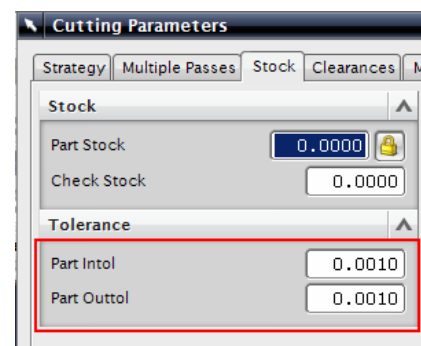 Cutting Parameters
Strategy Multiple Passes Stock Clearances
Stock
Part Stock 0.0000
Check Stock 0.0000
Tolerance
Part Intol 0.0010
Part Outtol 0.0010